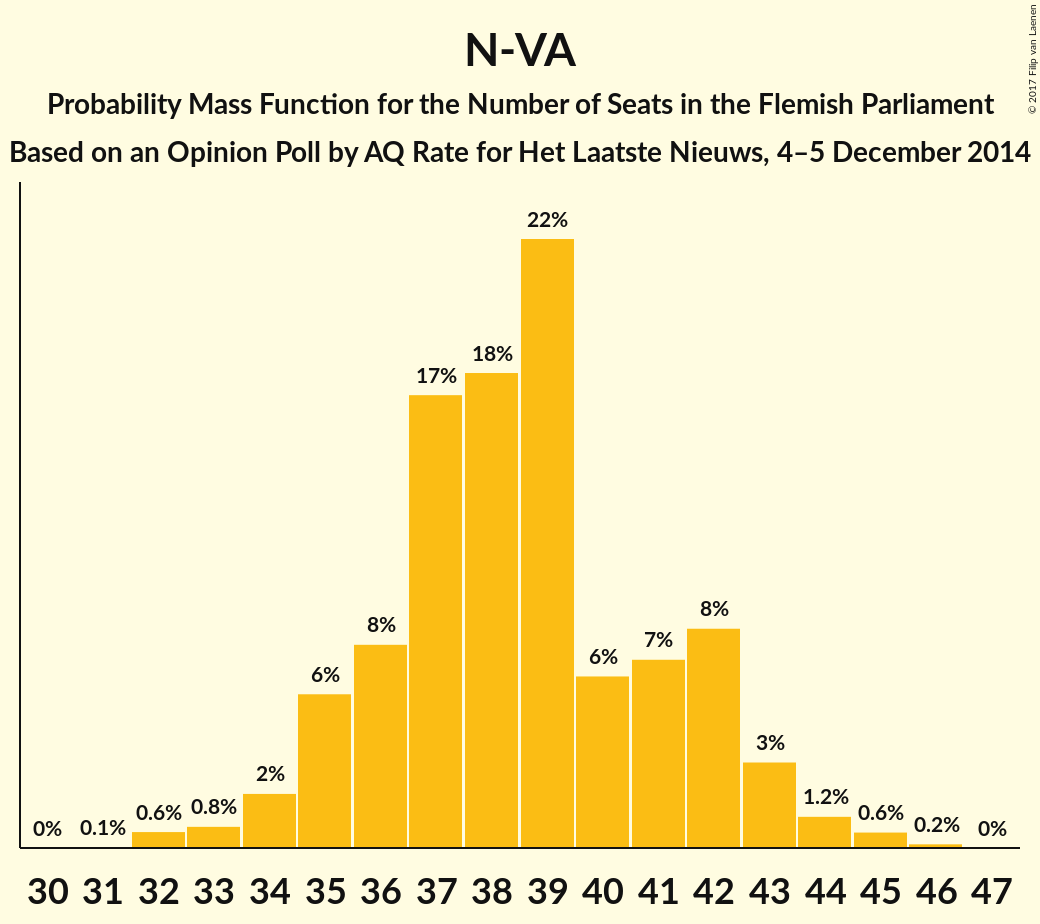 N-VA
Probability Mass Function for the Number of Seats in the Flemish Parliament
Based on an Opinion Poll by AQ Rate for Het Laatste Nieuws, 4–5 December 2014
© 2017 Filip van Laenen
0% 0.1% 0.6% 0.8% 2% 6% 8% 17% 18% 22% 6% 7% 8% 3% 1.2% 0.6% 0.2% 0%
30 31 32 33 34 35 36 37 38 39 40 41 42 43 44 45 46 47